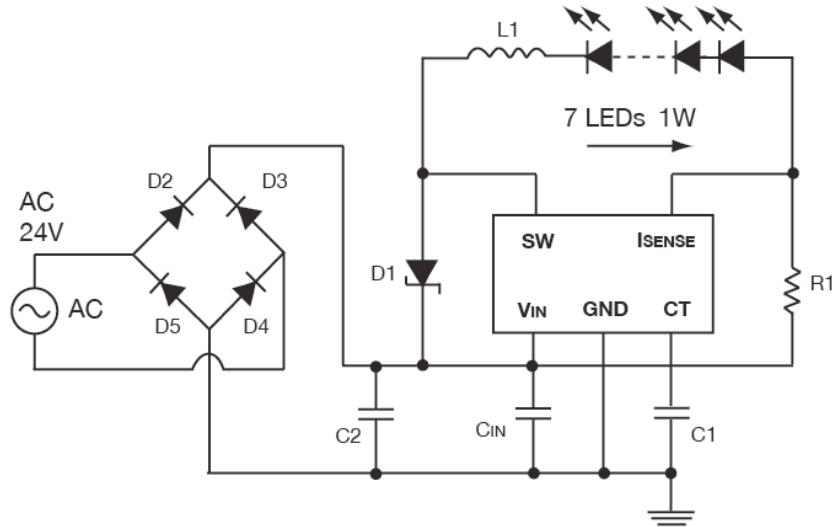 L1
7 LEDs 1W
D2
D3
AC
24V
AC
D5
D4
D1
SW
ISENSE
VIN
GND
CT
R1
C2
CIN
C1